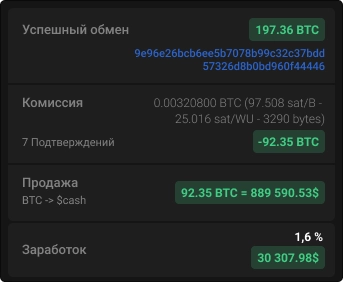 Успешный обмен 197.36 BTC
9e96e26bcb6ee5b7078b99c32c37bdd
57326d8b0bd960f44446
Комиссия 0.00320800 BTC (97.508 sat/B -
25.016 sat/WU - 3290 bytes)
7 Подтверждений -92.35 BTC
Продажа
BTC -> $cash 92.35 BTC = 889 590.53$
1,6 %
Заработок 30 307.98$